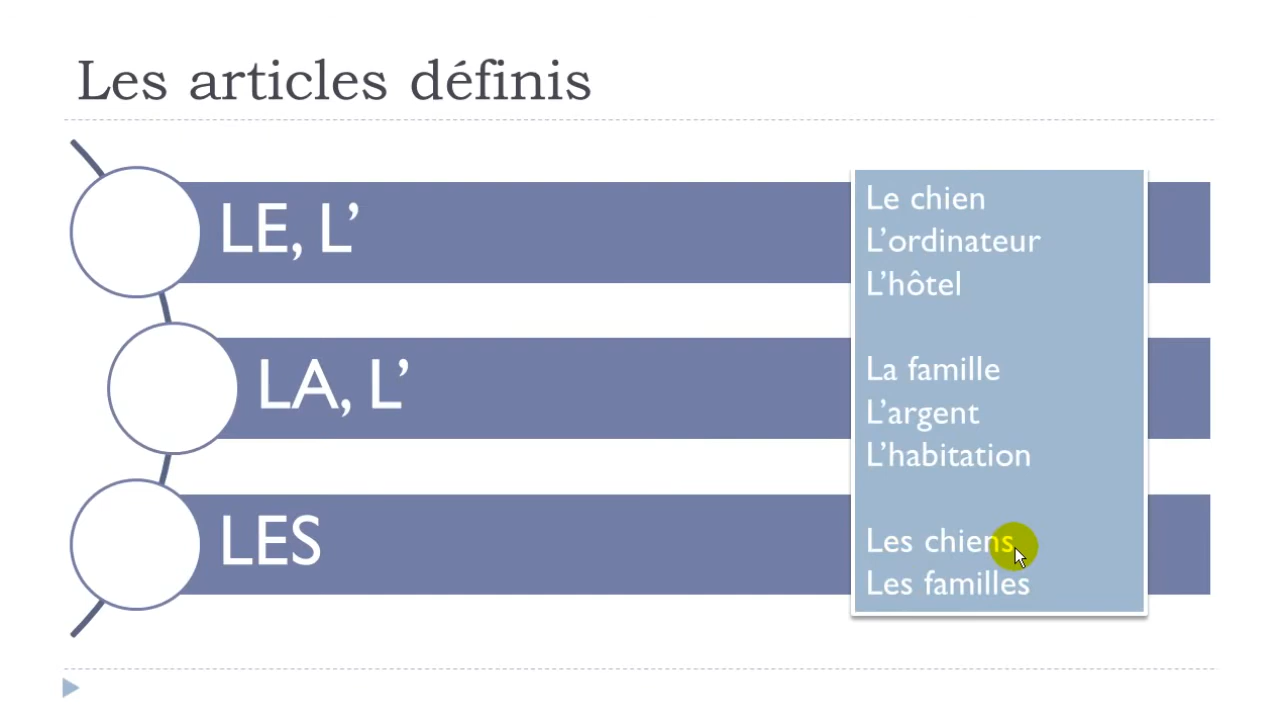 Les articles définis
LE, L’
LA, L’
LES
Le chien
L’ordinateur
L’hôtel
La famille
L’argent
L’habitation
Les chiens
Les familles